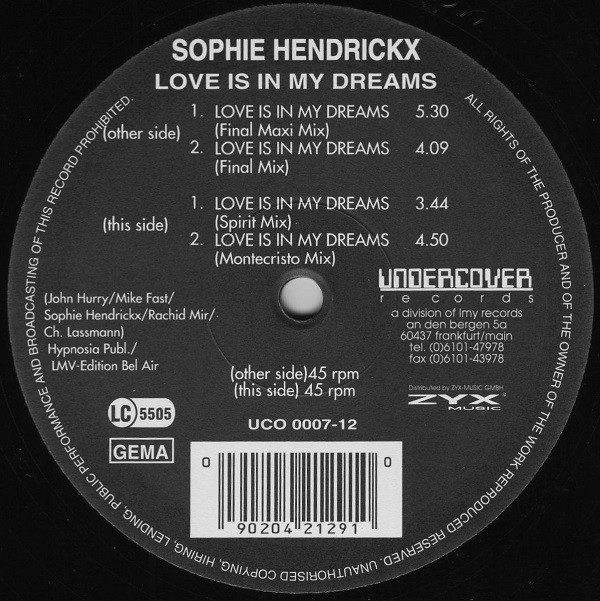 SOPHIE HENDRICKX
LOVE IS IN MY DREAMS
(other side)
1. LOVE IS IN MY DREAMS 5.30
(Final Maxi Mix)
2. LOVE IS IN MY DREAMS 4.09
(Final Mix)
(this side)
1. LOVE IS IN MY DREAMS 3.44
(Spirit Mix)
2. LOVE IS IN MY DREAMS 4.50
(Montecristo Mix)
(John Hurry/Mike Fast/
Sophie Hendrickx/Rachid Mir/
Ch. Lassmann)
Hypnosia Publ./
LMV-Edition Bel Air
UNDERCOVER
records
a division of lmy records
an den bergen 5a
60437 frankfurt/main
tel. (0)6101-47978
fax (0)6101-43978
(other side)45 rpm
(this side) 45 rpm
Distributed by ZYX-MUSIC GMBH
ZYX®
MUSIC
LC 5505
GEMA
UCO 0007-12
0 90204 21291 0
ALL RIGHTS OF THE PRODUCER AND OF THE OWNER OF THE WORK REPRODUCED RESERVED. UNAUTHORISED COPYING, HIRING, LENDING, PUBLIC PERFORMANCE AND BROADCASTING OF THIS RECORD PROHIBITED.